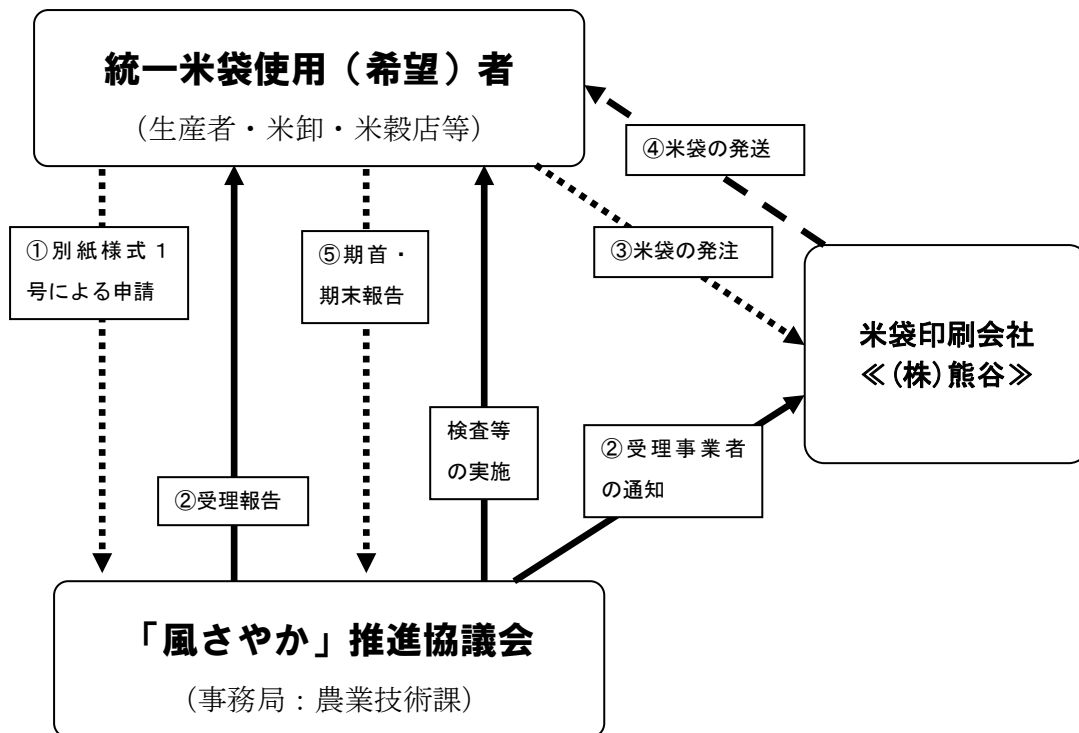 統一米袋使用（希望）者
（生産者・米卸・米穀店等）
④米袋の発送
①別紙様式１
号による申請
⑤期首・
期末報告
③米袋の発注
米袋印刷会社
≪(株)熊谷≫
検査等
の実施
②受理事業者
の通知
②受理報告
「風さやか」推進協議会
（事務局：農業技術課）